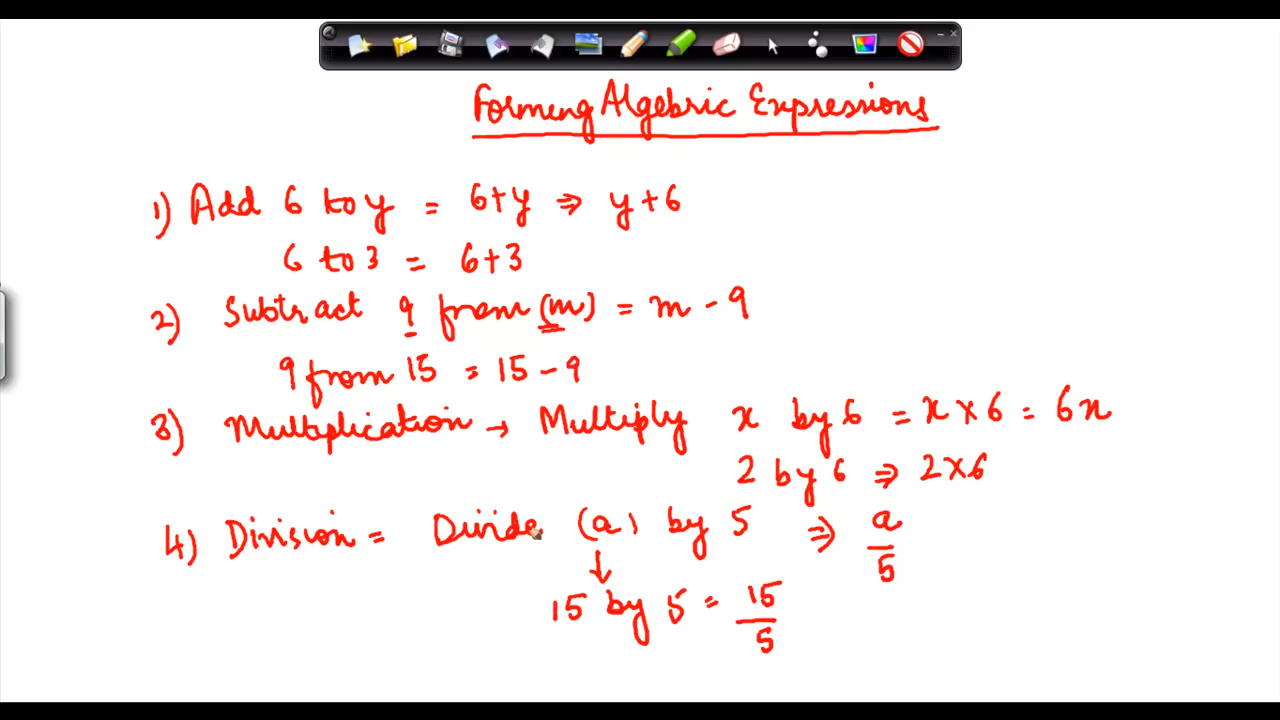 Forming Algebric Expressions
1) Add 6 to y = 6+y ⇒ y+6
6 to 3 = 6+3
2) Subtract 9 from (m) = m - 9
9 from 15 = 15 - 9
3) Multiplication → Multiply x by 6 = x × 6 = 6x
2 by 6 ⇒ 2×6
4) Division = Divide (a) by 5 ⇒ a/5
↓
15 by 5 = 15/5